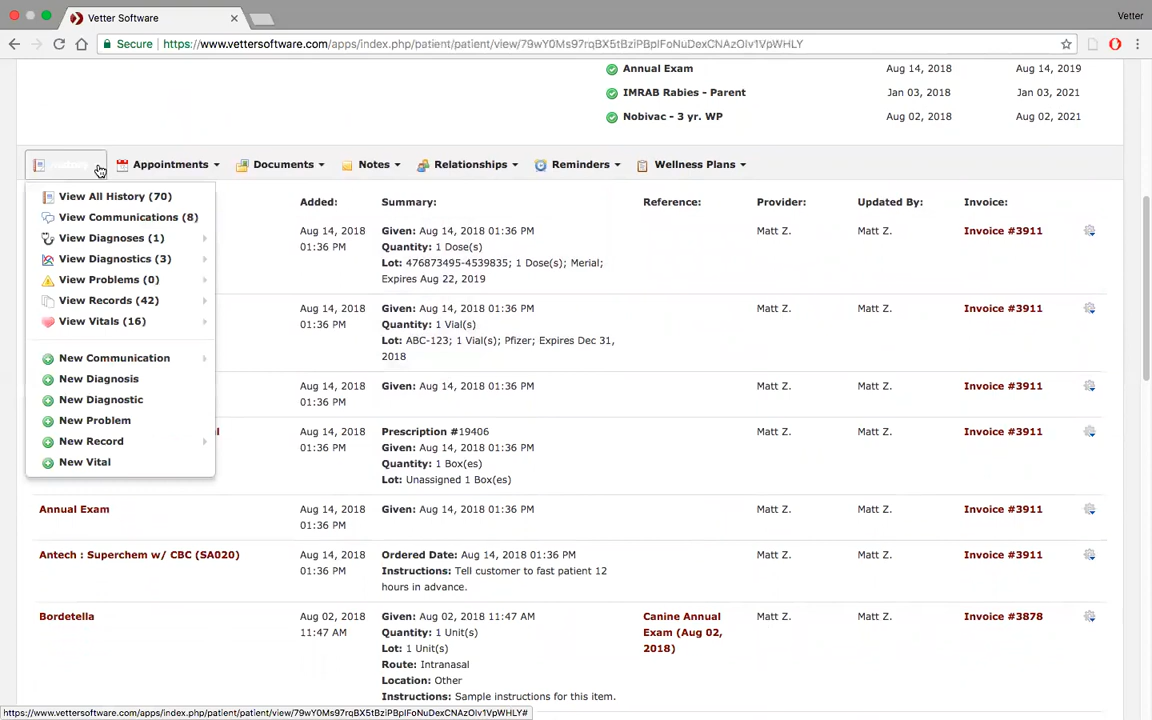 Vetter Software
Vetter
Secure https://www.vettersoftware.com/apps/index.php/patient/patient/view/79wY0Ms97rqBX5tBziPBpIFoNuDexCNAzOlv1VpWHLY
Annual Exam Aug 14, 2018 Aug 14, 2019
IMRAB Rabies - Parent Jan 03, 2018 Jan 03, 2021
Nobivac - 3 yr. WP Aug 02, 2018 Aug 02, 2021
Appointments Documents Notes Relationships Reminders Wellness Plans
View All History (70)
View Communications (8)
View Diagnoses (1)
View Diagnostics (3)
View Problems (0)
View Records (42)
View Vitals (16)
New Communication
New Diagnosis
New Diagnostic
New Problem
New Record
New Vital
Added: Summary: Reference: Provider: Updated By: Invoice:
Aug 14, 2018 Given: Aug 14, 2018 01:36 PM Matt Z. Matt Z. Invoice #3911
01:36 PM Quantity: 1 Dose(s)
Lot: 476873495-4539835; 1 Dose(s); Merial;
Expires Aug 22, 2019
Aug 14, 2018 Given: Aug 14, 2018 01:36 PM Matt Z. Matt Z. Invoice #3911
01:36 PM Quantity: 1 Vial(s)
Lot: ABC-123; 1 Vial(s); Pfizer; Expires Dec 31,
2018
Aug 14, 2018 Given: Aug 14, 2018 01:36 PM Matt Z. Matt Z. Invoice #3911
01:36 PM
Aug 14, 2018 Prescription #19406 Matt Z. Matt Z. Invoice #3911
01:36 PM Given: Aug 14, 2018 01:36 PM
Quantity: 1 Box(es)
Lot: Unassigned 1 Box(es)
Annual Exam Aug 14, 2018 Given: Aug 14, 2018 01:36 PM Matt Z. Matt Z. Invoice #3911
01:36 PM
Antech : Superchem w/ CBC (SA020) Aug 14, 2018 Ordered Date: Aug 14, 2018 01:36 PM Matt Z. Matt Z. Invoice #3911
01:36 PM Instructions: Tell customer to fast patient 12
hours in advance.
Bordetella Aug 02, 2018 Given: Aug 02, 2018 11:47 AM Canine Annual Matt Z. Matt Z. Invoice #3878
11:47 AM Quantity: 1 Unit(s) Exam (Aug 02,
Lot: 1 Unit(s) 2018)
Route: Intranasal
Location: Other
Instructions: Sample instructions for this item.
https://www.vettersoftware.com/apps/index.php/patient/patient/view/79wY0Ms97rqBX5tBziPBpIFoNuDexCNAzOlv1VpWHLY#